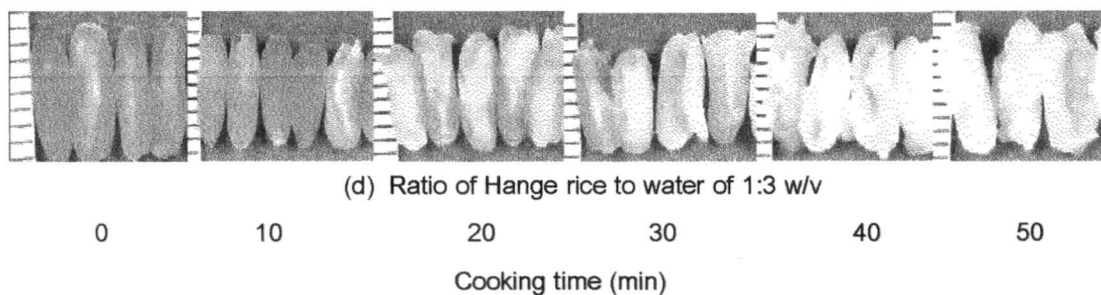 (d) Ratio of Hange rice to water of 1:3 w/v
0 10 20 30 40 50
Cooking time (min)